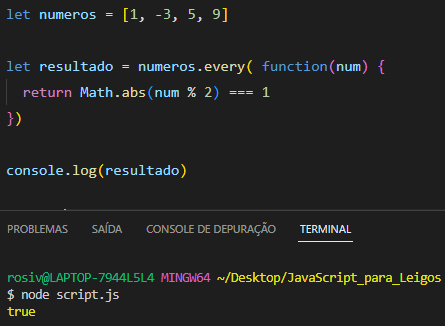 let numeros = [1, -3, 5, 9]
let resultado = numeros.every( function(num) {
return Math.abs(num % 2) === 1
})
console.log(resultado)
PROBLEMAS SAÍDA CONSOLE DE DEPURAÇÃO TERMINAL
rosiv@LAPTOP-7944L5L4 MINGW64 ~/Desktop/JavaScript_para_Leigos
$ node script.js
true